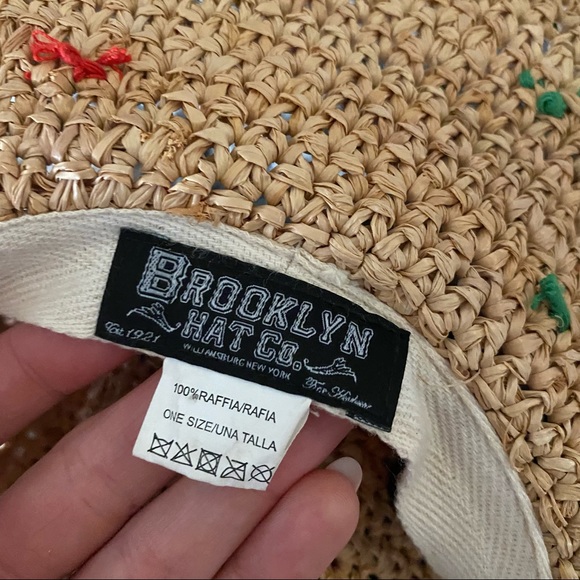 BROOKLYN
HAT CO.
Est 1921
WILLIAMSBURG NEW YORK
100% RAFFIA/RAFIA
ONE SIZE/UNA TALLA